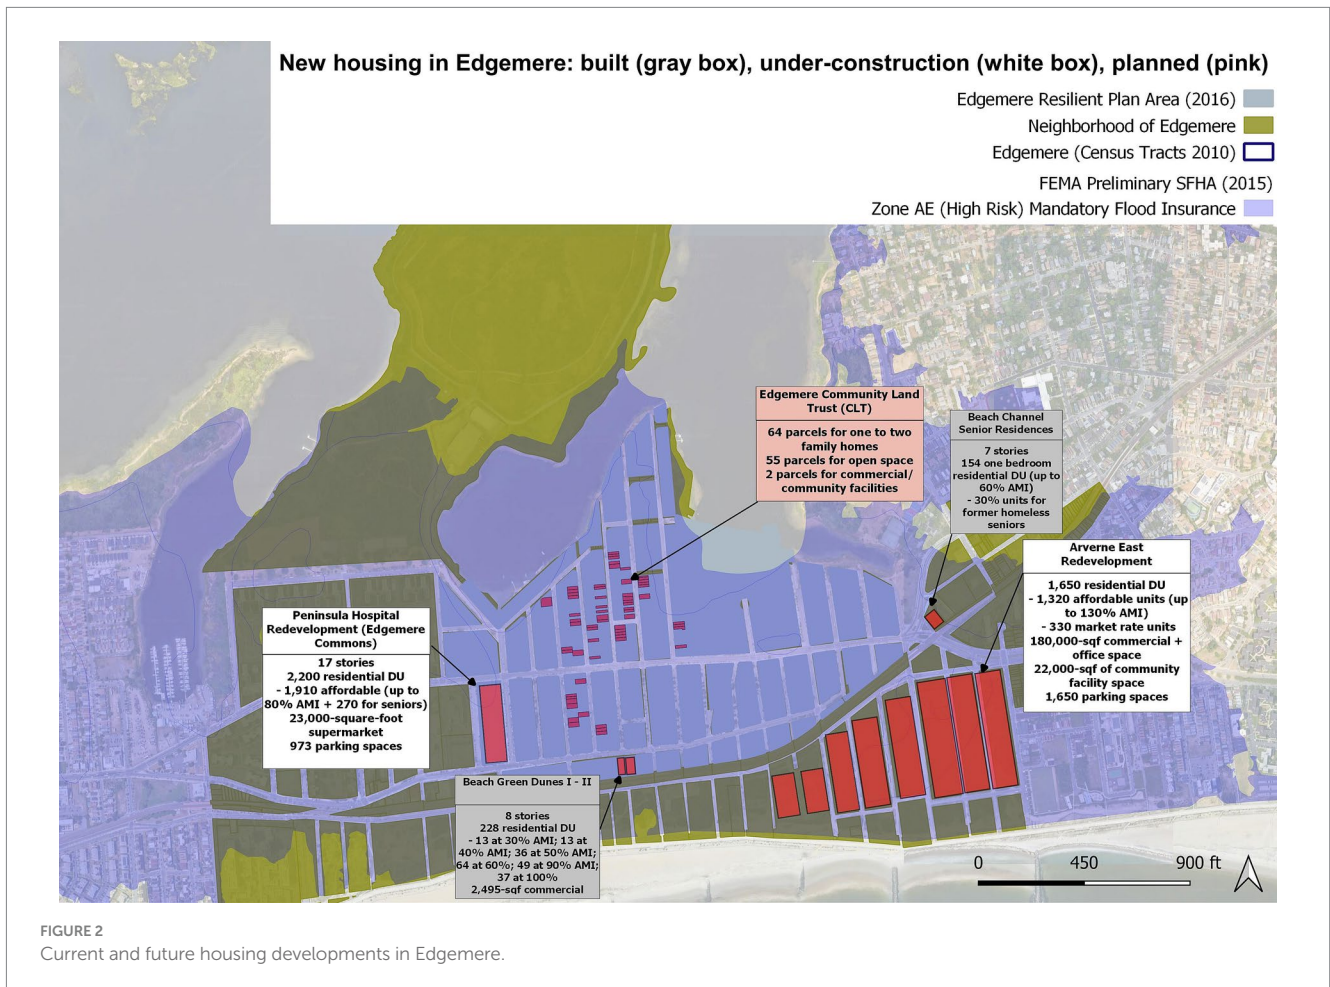 New housing in Edgemere: built (gray box), under-construction (white box), planned (pink)
Edgemere Resilient Plan Area (2016)
Neighborhood of Edgemere
Edgemere (Census Tracts 2010)
FEMA Preliminary SFHA (2015)
Zone AE (High Risk) Mandatory Flood Insurance
Edgemere Community Land
Trust (CLT)
64 parcels for one to two
family homes
55 parcels for open space
2 parcels for commercial/
community facilities
Beach Channel
Senior Residences
7 stories
154 one bedroom
residential DU (up to
60% AMI)
- 30% units for
former homeless
seniors
Arverne East
Redevelopment
1,650 residential DU
- 1,320 affordable units (up
to 130% AMI)
- 330 market rate units
180,000-sqf commercial +
office space
22,000-sqf of community
facility space
1,650 parking spaces
Peninsula Hospital
Redevelopment (Edgemere
Commons)
17 stories
2,200 residential DU
- 1,910 affordable (up to
80% AMI + 270 for seniors)
23,000-square-foot
supermarket
973 parking spaces
Beach Green Dunes I - II
8 stories
228 residential DU
- 13 at 30% AMI; 13 at
40% AMI; 36 at 50% AMI;
64 at 60%; 49 at 90% AMI;
37 at 100%
2,495-sqf commercial
0 450 900 ft
FIGURE 2
Current and future housing developments in Edgemere.